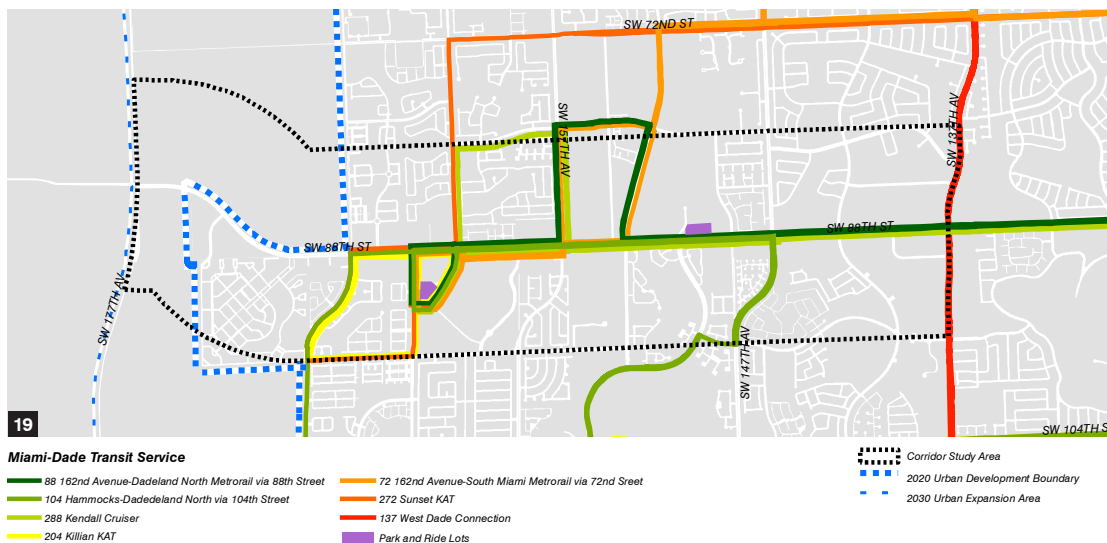 SW 72ND ST
SW 157TH AV
SW 137TH AV
SW 88TH ST
SW 88TH ST
SW 177TH AV
SW 147TH AV
SW 104TH S
19
Miami-Dade Transit Service
88 162nd Avenue-Dadeland North Metrorail via 88th Street
104 Hammocks-Dadedeland North via 104th Street
288 Kendall Cruiser
204 Killian KAT
72 162nd Avenue-South Miami Metrorail via 72nd Sreet
272 Sunset KAT
137 West Dade Connection
Park and Ride Lots
Corridor Study Area
2020 Urban Development Boundary
2030 Urban Expansion Area